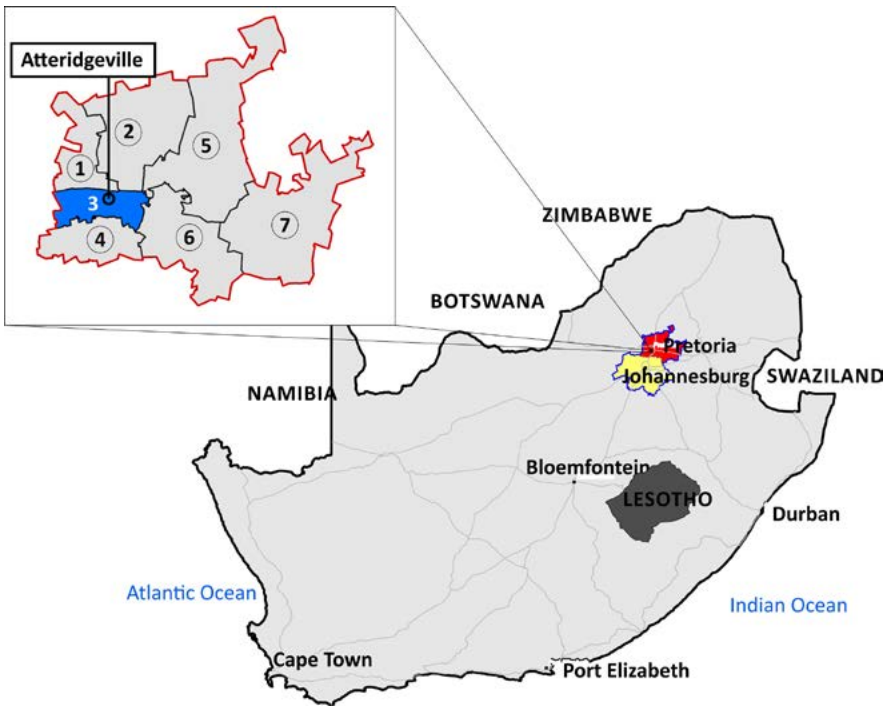 Atteridgeville
2
5
1
3
7
4
6
ZIMBABWE
BOTSWANA
Pretoria
Johannesburg
SWAZILAND
NAMIBIA
Bloemfontein
LESOTHO
Durban
Atlantic Ocean
Indian Ocean
Cape Town
Port Elizabeth